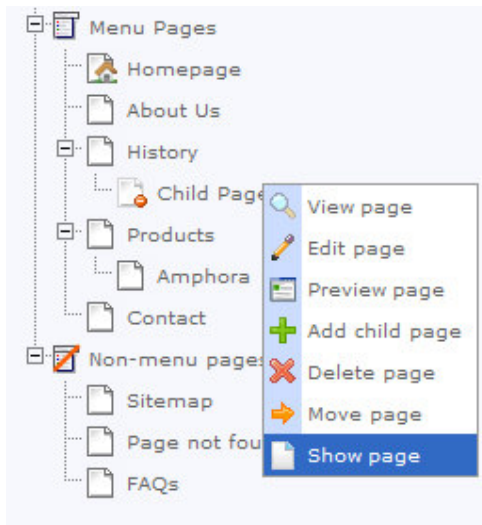 Menu Pages
Homepage
About Us
History
Child Page
View page
Products
Edit page
Amphora
Preview page
Contact
Add child page
Non-menu pages
Delete page
Sitemap
Move page
Page not fou
Show page
FAQs